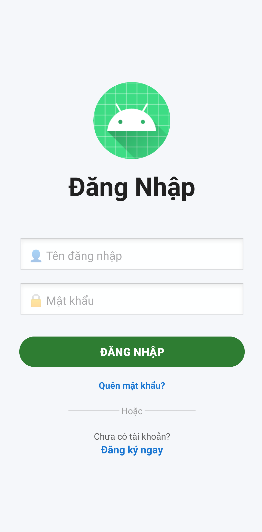 Đăng Nhập
👤 Tên đăng nhập
🔒 Mật khẩu
ĐĂNG NHẬP
Quên mật khẩu?
Hoặc
Chưa có tài khoản?
Đăng ký ngay